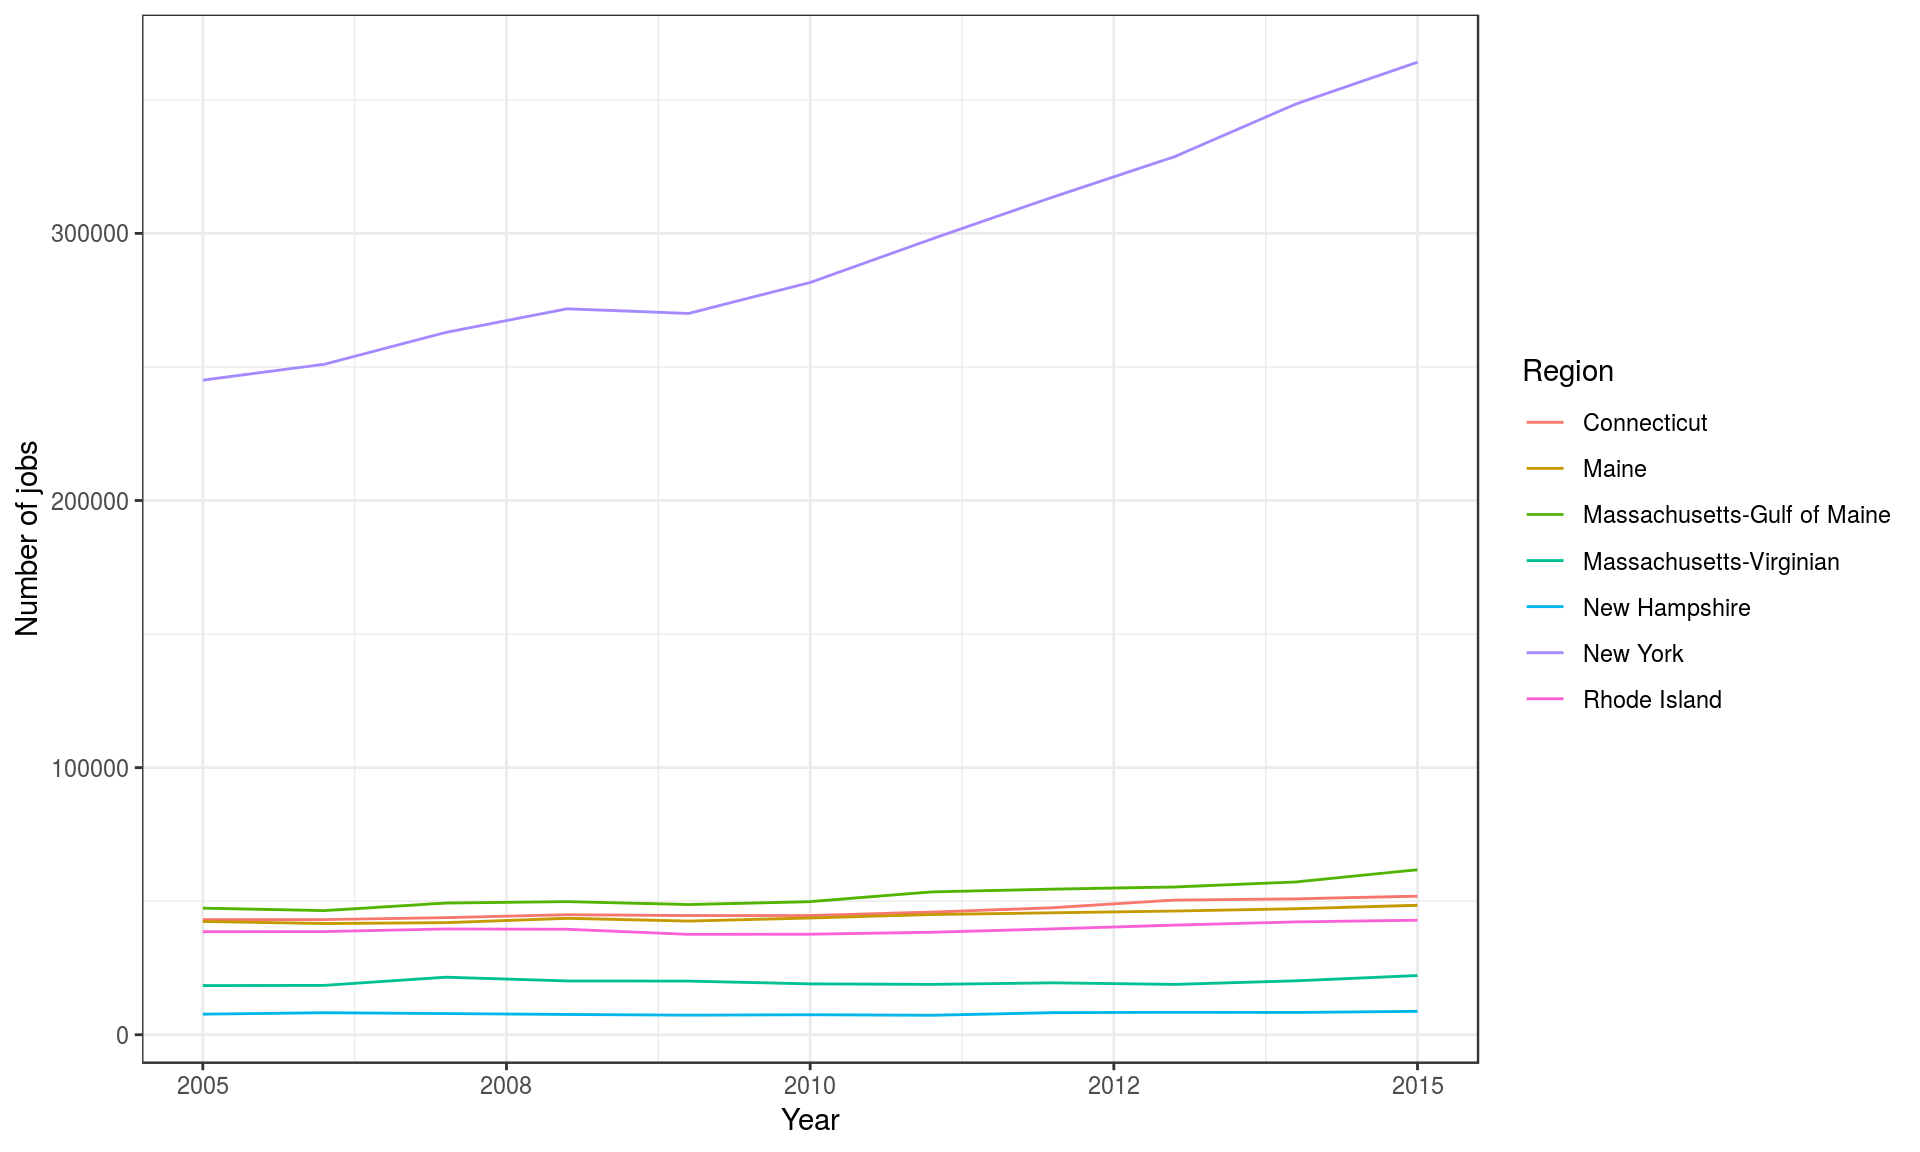 300000
200000
100000
0
Number of jobs
2005 2008 2010 2012 2015
Year
Region
Connecticut
Maine
Massachusetts-Gulf of Maine
Massachusetts-Virginian
New Hampshire
New York
Rhode Island